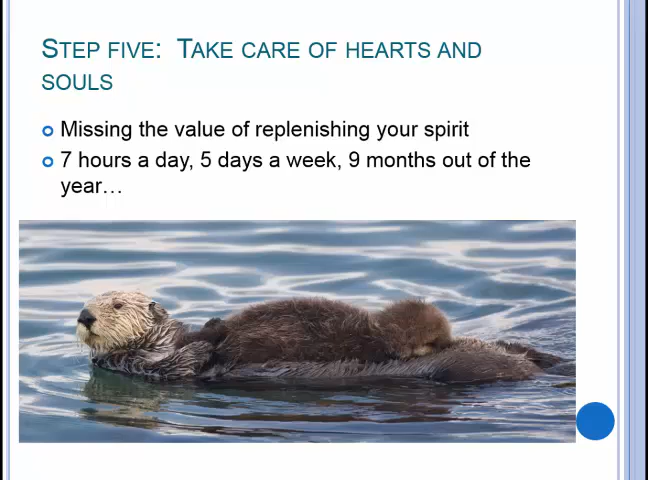 STEP FIVE:  TAKE CARE OF HEARTS AND
SOULS
Missing the value of replenishing your spirit
7 hours a day, 5 days a week, 9 months out of the
year…